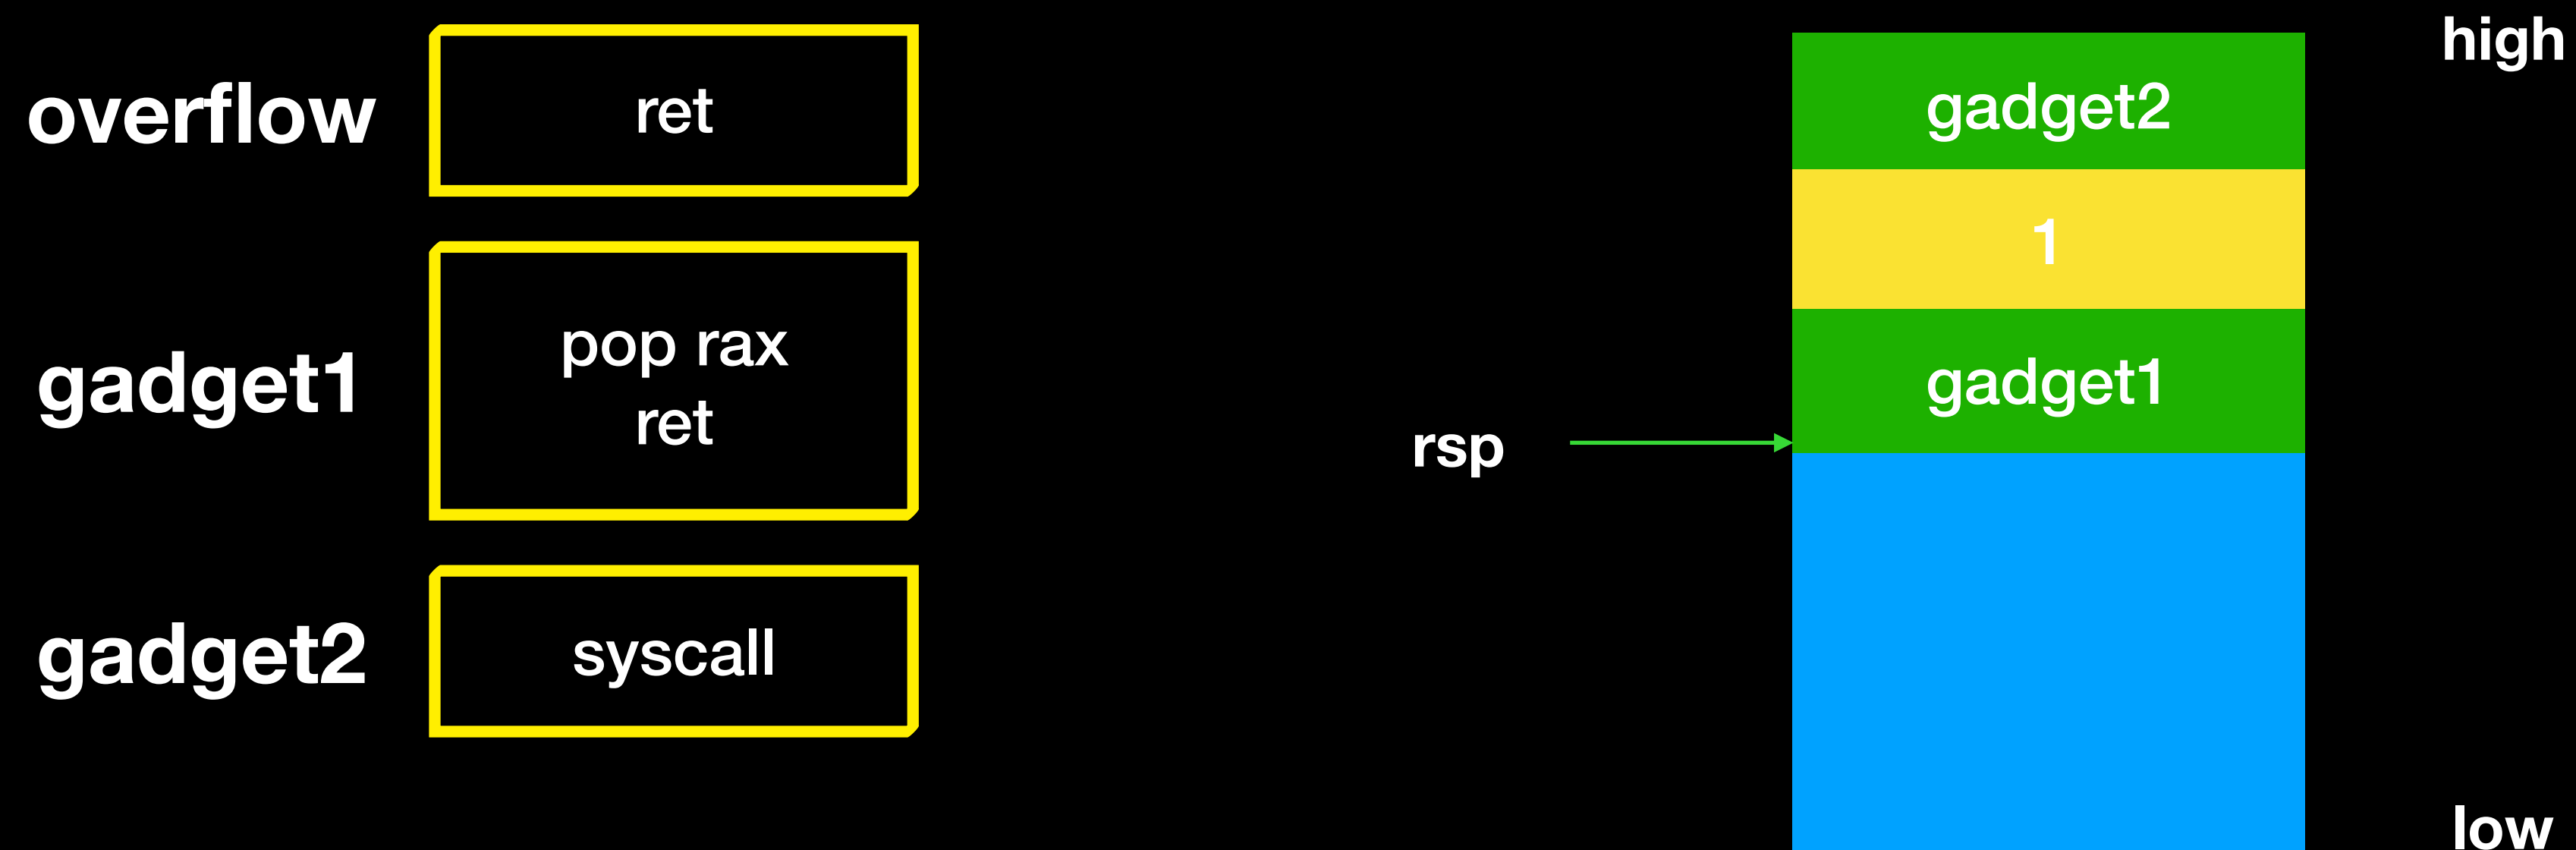 overflow
ret
gadget1
pop rax
ret
gadget2
syscall
rsp
gadget2
1
gadget1
high
low